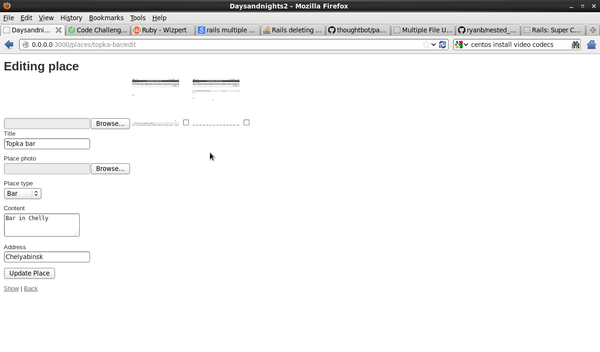 Daysandnights2 - Mozilla Firefox
File Edit View History Bookmarks Tools Help
Daysandni... Code Challeng... Ruby - Wizpert rails multiple ... Rails deleting ... thoughtbot/pa... Multiple File U... ryanb/nested_... Rails: Super C...
0.0.0.0:3000/places/topka-bar/edit
centos install video codecs
Editing place
Browse...
Title
Topka bar
Place photo
Browse...
Place type
Bar
Content
Bar in Chelly
Address
Chelyabinsk
Update Place
Show | Back